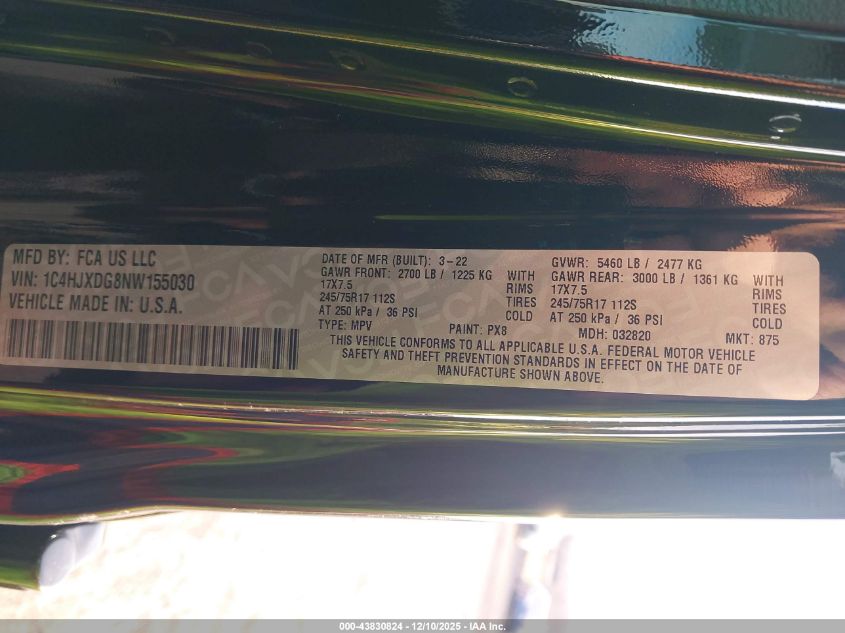 MFD BY: FCA US LLC
VIN: 1C4HJXDG8NW155030
VEHICLE MADE IN: U.S.A.
DATE OF MFR (BUILT): 3-22
GAWR FRONT: 2700 LB / 1225 KG WITH
17X7.5 RIMS
245/75R17 112S TIRES
AT 250 kPa / 36 PSI COLD
TYPE: MPV PAINT: PX8
GVWR: 5460 LB / 2477 KG
GAWR REAR: 3000 LB / 1361 KG WITH
17X7.5 RIMS
245/75R17 112S TIRES
AT 250 kPa / 36 PSI COLD
MDH: 032820 MKT: 875
THIS VEHICLE CONFORMS TO ALL APPLICABLE U.S.A. FEDERAL MOTOR VEHICLE
SAFETY AND THEFT PREVENTION STANDARDS IN EFFECT ON THE DATE OF
MANUFACTURE SHOWN ABOVE.
000-43830824 - 12/10/2025 - IAA Inc.